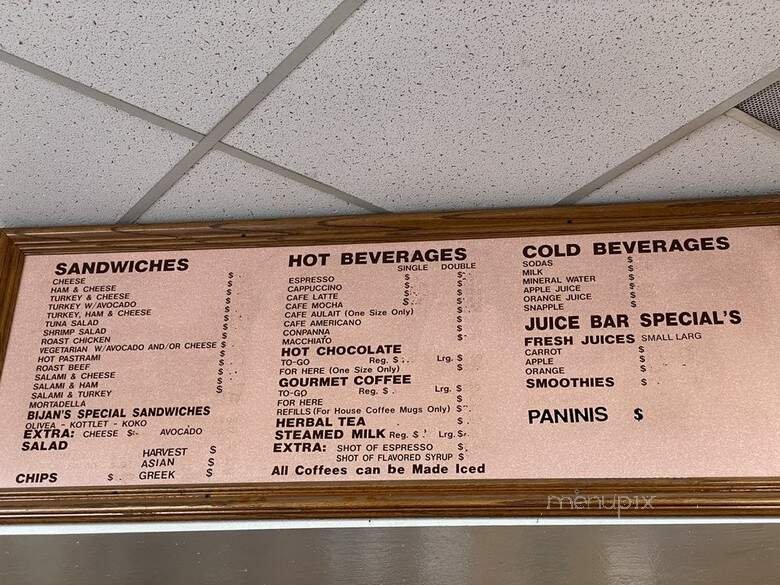 SANDWICHES
CHEESE $
HAM & CHEESE $
TURKEY & CHEESE $
TURKEY W/AVOCADO $
TURKEY, HAM & CHEESE $
TUNA SALAD $
SHRIMP SALAD $
ROAST CHICKEN $
VEGETARIAN W/AVOCADO AND/OR CHEESE $
HOT PASTRAMI $
ROAST BEEF $
SALAMI & CHEESE $
SALAMI & HAM $
SALAMI & TURKEY $
MORTADELLA
BIJAN'S SPECIAL SANDWICHES
OLIVEA - KOTTLET - KOKO
EXTRA: CHEESE $ AVOCADO
SALAD
HARVEST $
ASIAN $
GREEK $
CHIPS $
HOT BEVERAGES
SINGLE DOUBLE
ESPRESSO $ $
CAPPUCCINO $ $
CAFE LATTE $ $
CAFE MOCHA $ $
CAFE AULAIT (One Size Only) $
CAFE AMERICANO $
CONPANNA $
MACCHIATO $
HOT CHOCOLATE
TO-GO Reg. $ Lrg. $
FOR HERE (One Size Only) $
GOURMET COFFEE
TO-GO Reg. $ Lrg. $
FOR HERE $
REFILLS (For House Coffee Mugs Only) $
HERBAL TEA $
STEAMED MILK Reg. $ Lrg. $
EXTRA: SHOT OF ESPRESSO $
SHOT OF FLAVORED SYRUP $
All Coffees can be Made Iced
COLD BEVERAGES
SODAS $
MILK $
MINERAL WATER $
APPLE JUICE $
ORANGE JUICE $
SNAPPLE $
JUICE BAR SPECIAL'S
FRESH JUICES SMALL LARG
CARROT $
APPLE $
ORANGE $
SMOOTHIES $
PANINIS $
menupix